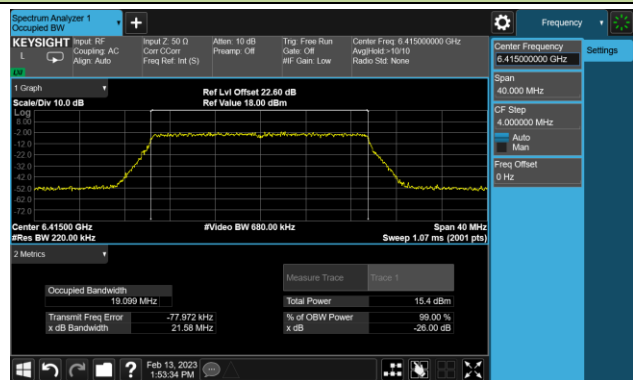 Spectrum Analyzer 1
Occupied BW
+
Frequency
KEYSIGHT
L
LV
Input: RF
Coupling: AC
Align: Auto
Input Z: 50 Ω
Corr CCorr
Freq Ref: Int (S)
Atten: 10 dB
Preamp: Off
Trig: Free Run
Gate: Off
#IF Gain: Low
Center Freq: 6.415000000 GHz
Avg|Hold:>10/10
Radio Std: None
Center Frequency
6.415000000 GHz
Settings
Span
40.000 MHz
CF Step
4.000000 MHz
Auto
Man
Freq Offset
0 Hz
1 Graph
Scale/Div 10.0 dB
Ref Lvl Offset 22.60 dB
Ref Value 18.00 dBm
Log
8.00
-2.00
-12.0
-22.0
-32.0
-42.0
-52.0
-62.0
-72.0
Center 6.41500 GHz
#Video BW 680.00 kHz
Span 40 MHz
#Res BW 220.00 kHz
Sweep 1.07 ms (2001 pts)
2 Metrics
Measure Trace
Trace 1
Occupied Bandwidth
19.099 MHz
Total Power
15.4 dBm
Transmit Freq Error
-77.972 kHz
% of OBW Power
99.00 %
x dB Bandwidth
21.58 MHz
x dB
-26.00 dB
?
Feb 13, 2023
1:53:34 PM